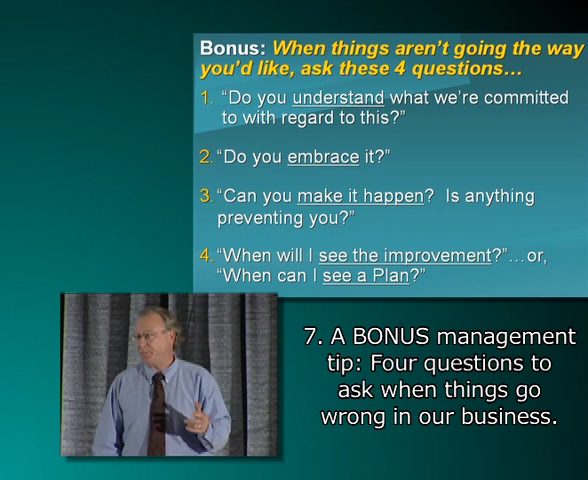 Bonus: When things aren't going the way
you'd like, ask these 4 questions…
1. "Do you understand what we're committed
to with regard to this?"
2. "Do you embrace it?"
3. "Can you make it happen? Is anything
preventing you?"
4. "When will I see the improvement?"…or,
"When can I see a Plan?"
7. A BONUS management
tip: Four questions to
ask when things go
wrong in our business.